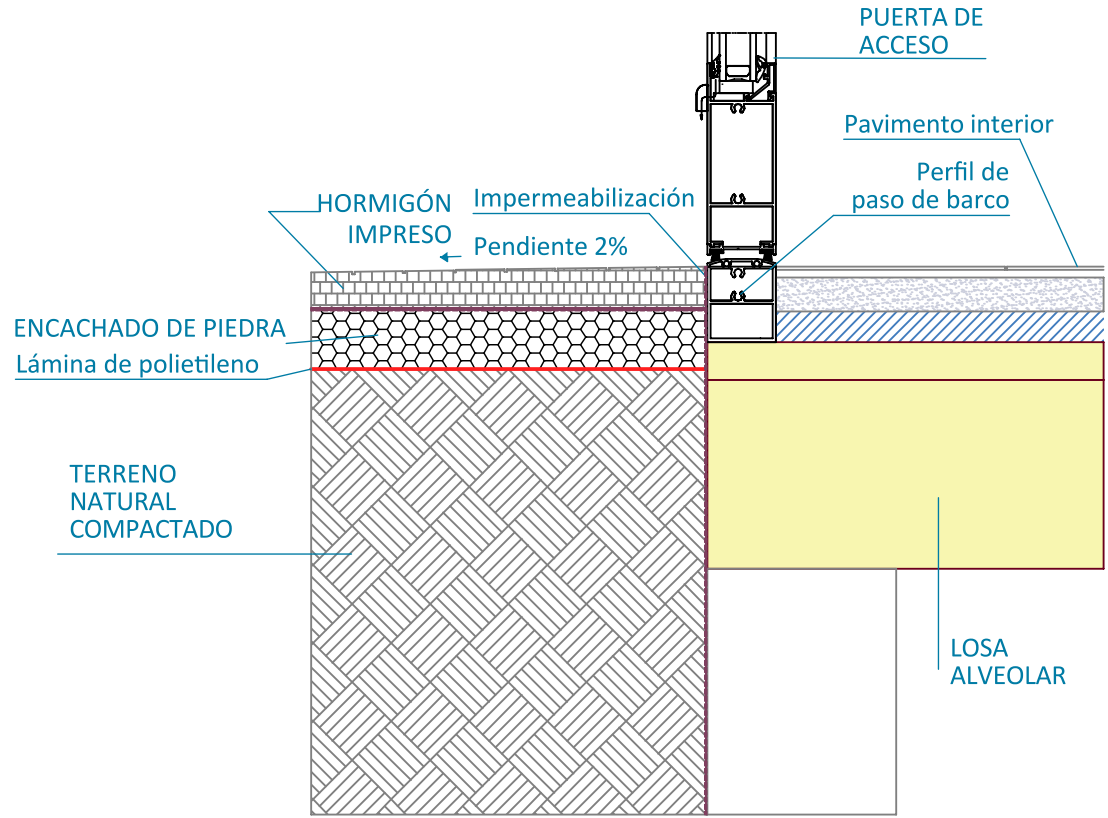 PUERTA DE
ACCESO
Pavimento interior
Perfil de
paso de barco
HORMIGÓN
IMPRESO
Impermeabilización
Pendiente 2%
ENCACHADO DE PIEDRA
Lámina de polietileno
TERRENO
NATURAL
COMPACTADO
LOSA
ALVEOLAR